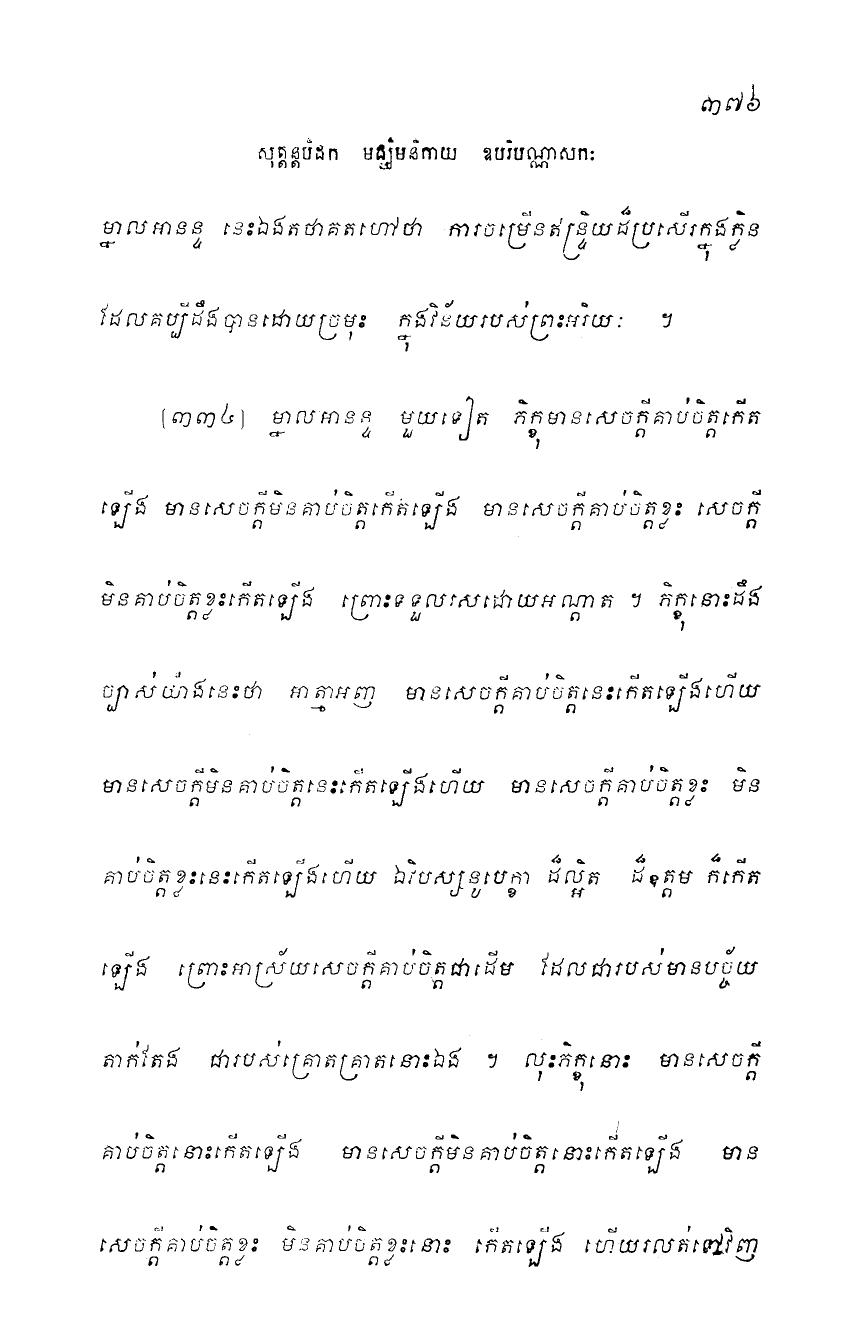 ៣៧៦
សុត្តន្តបិដក មជ្ឈិមនិកាយ ឧបរិបណ្ណាសកៈ
ម្នាលអានន្ទ នេះឯងតថាគតហៅថា ការចម្រើនឥន្ទ្រិយដ៏ប្រសើរក្នុងក្លិន
ដែលគប្បីដឹងបានដោយច្រមុះ ក្នុងវិន័យរបស់ព្រះអរិយៈ ។
[៣៣៤] ម្នាលអានន្ទ មួយទៀត ភិក្ខុមានសេចក្តីគាប់ចិត្តកើត
ឡើង មានសេចក្តីមិនគាប់ចិត្តកើតឡើង មានសេចក្តីគាប់ចិត្តខ្លះ សេចក្តី
មិនគាប់ចិត្តខ្លះកើតឡើង ព្រោះទទួលរសដោយអណ្តាត ។ ភិក្ខុនោះដឹង
ច្បាស់យ៉ាងនេះថា អាត្មាអញ មានសេចក្តីគាប់ចិត្តនេះកើតឡើងហើយ
មានសេចក្តីមិនគាប់ចិត្តនេះកើតឡើងហើយ មានសេចក្តីគាប់ចិត្តខ្លះ មិន
គាប់ចិត្តខ្លះនេះកើតឡើងហើយ ឯវិបស្សនូបេក្ខា ដ៏ល្អិត ដ៏ឧត្តម ក៏កើត
ឡើង ព្រោះអាស្រ័យសេចក្តីគាប់ចិត្តជាដើម ដែលជារបស់មានបច្ច័យ
តាក់តែង ជារបស់គ្រោតគ្រាតនោះឯង ។ លុះភិក្ខុនោះ មានសេចក្តី
គាប់ចិត្តនោះកើតឡើង មានសេចក្តីមិនគាប់ចិត្តនោះកើតឡើង មាន
សេចក្តីគាប់ចិត្តខ្លះ មិនគាប់ចិត្តខ្លះនោះ កើតឡើង ហើយរលត់ទៅវិញ